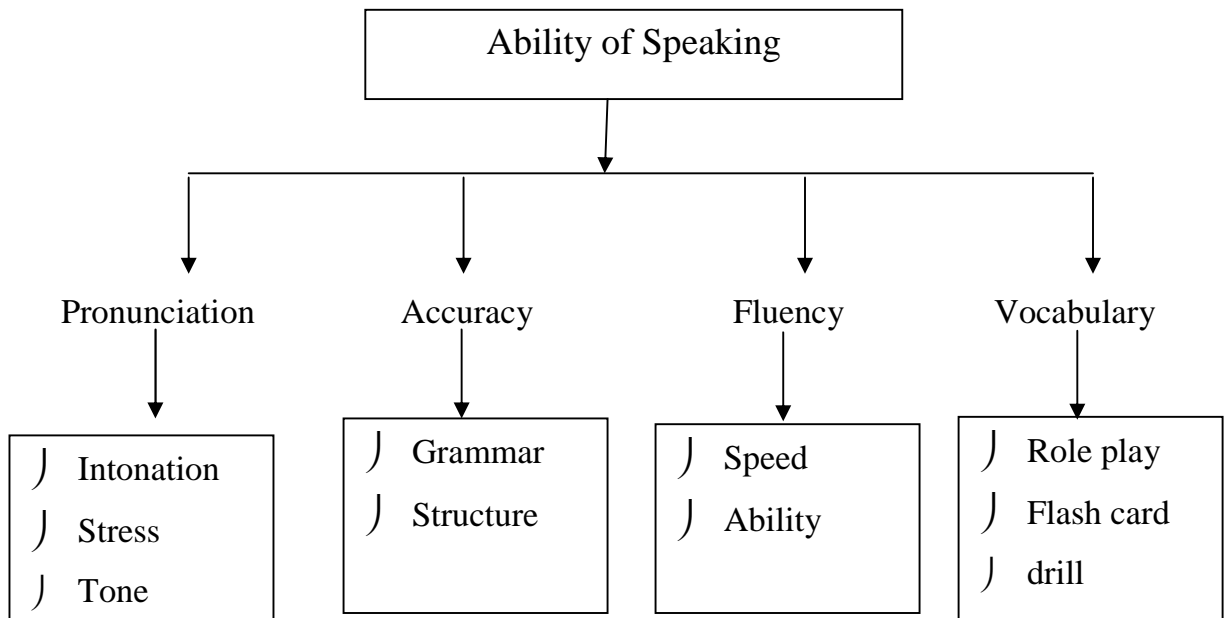 Ability of Speaking
Pronunciation
Accuracy
Fluency
Vocabulary
Intonation
Stress
Tone
Grammar
Structure
Speed
Ability
Role play
Flash card
drill